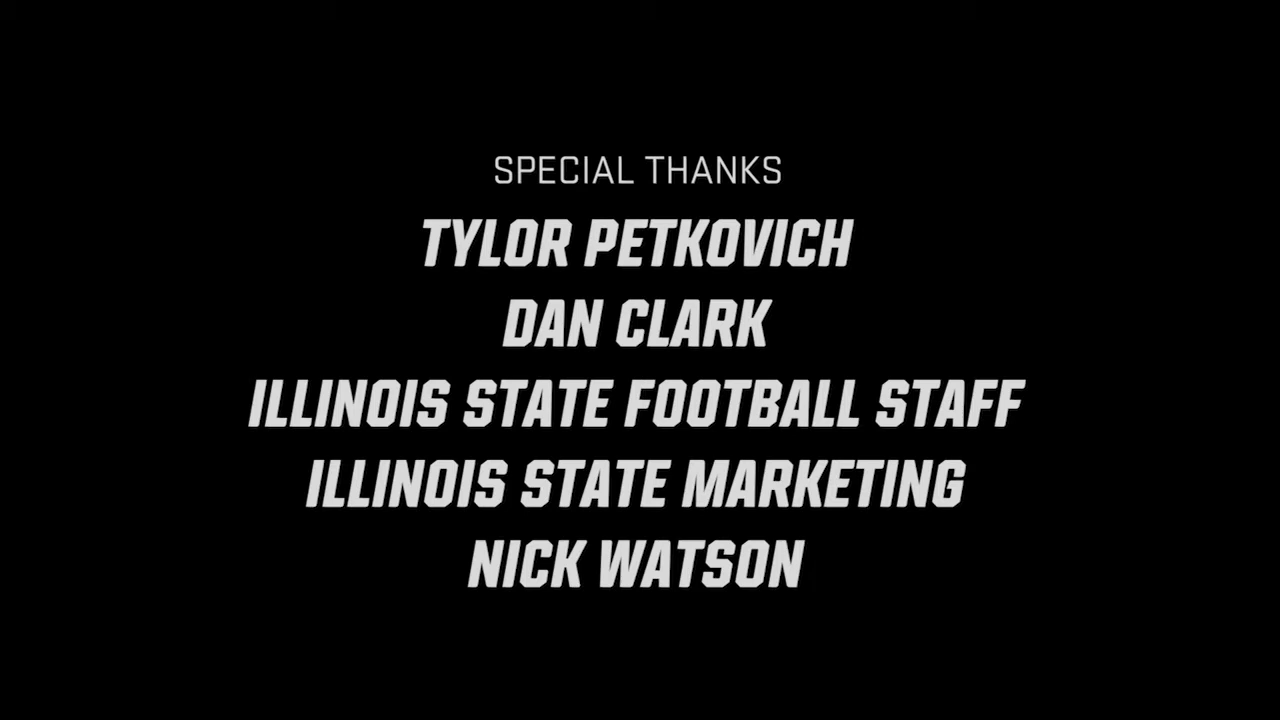 SPECIAL THANKS
TYLOR PETKOVICH
DAN CLARK
ILLINOIS STATE FOOTBALL STAFF
ILLINOIS STATE MARKETING
NICK WATSON